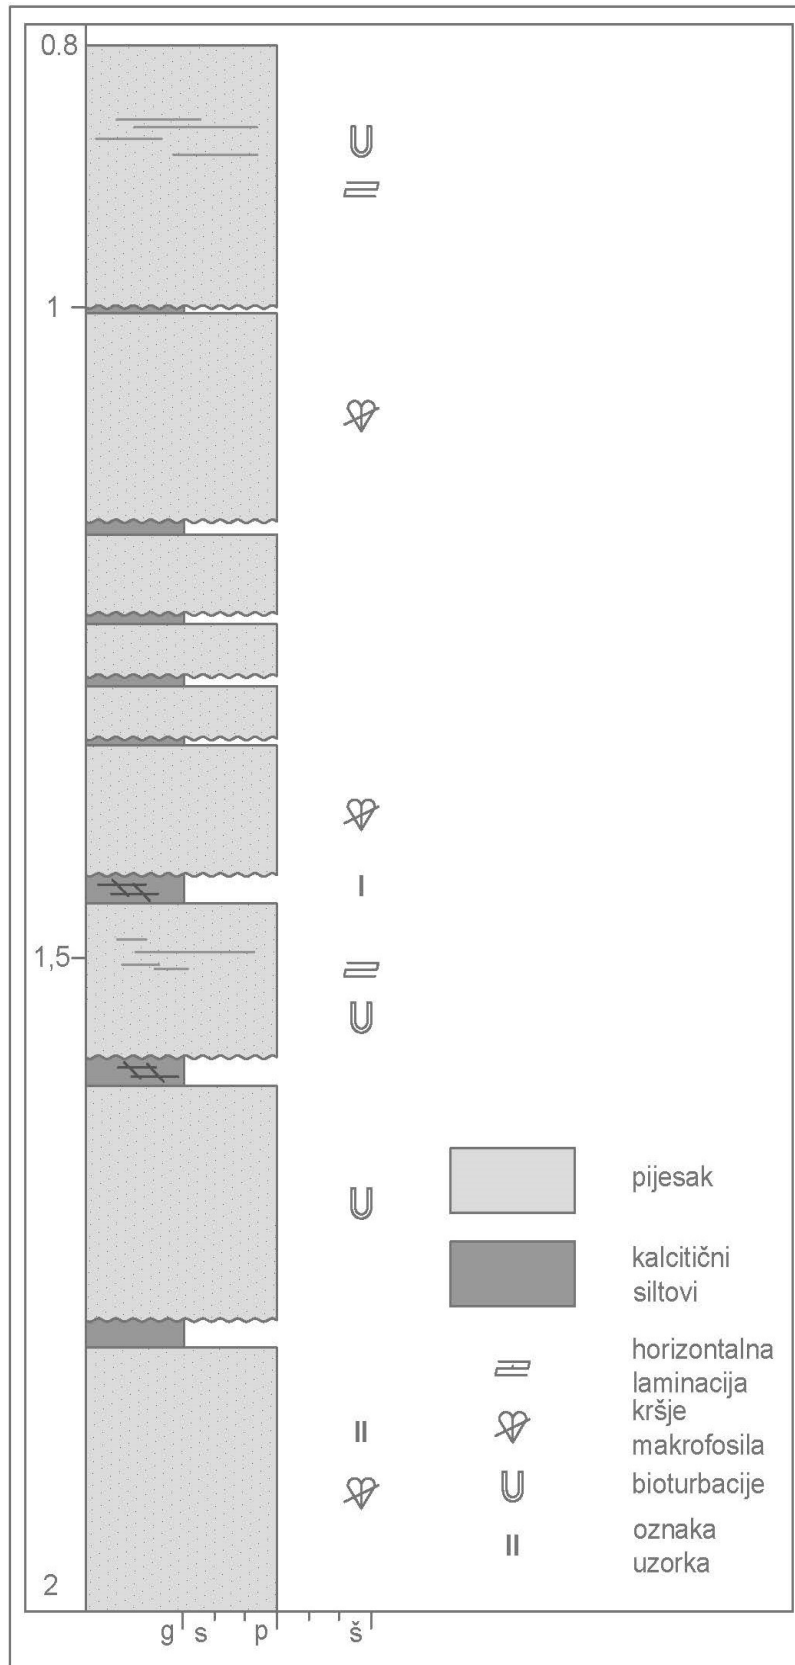 0.8
1
I
1,5
pijesak
kalcitični
siltovi
horizontalna
laminacija
kršje
makrofosila
II
bioturbacije
oznaka
II
uzorka
2
g s p š